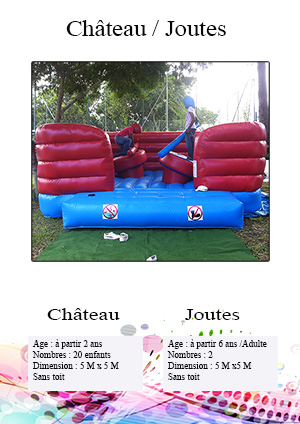 Château / Joutes
Château
Age : à partir 2 ans
Nombres : 20 enfants
Dimension : 5 M x 5 M
Sans toit
Joutes
Age : à partir 6 ans /Adulte
Nombres : 2
Dimension : 5 M x5 M
Sans toit